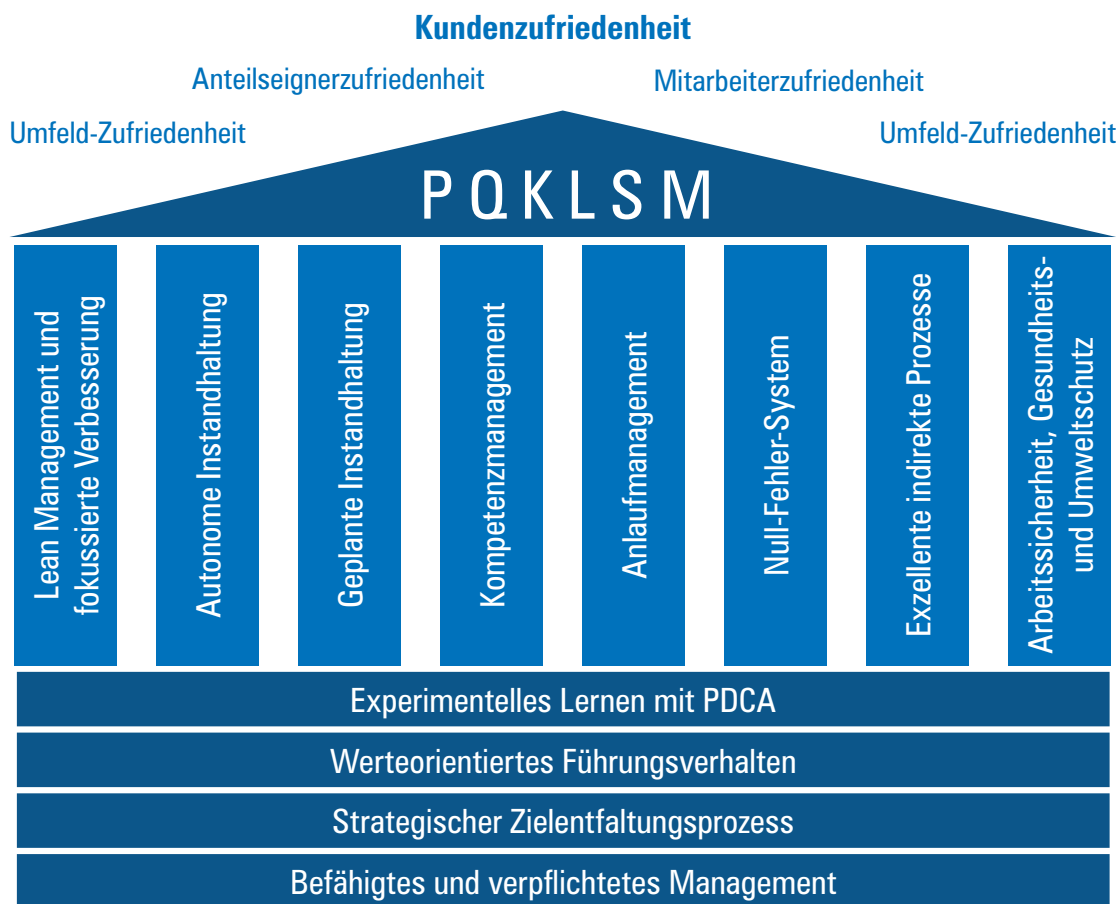 Kundenzufriedenheit
Anteilseignerzufriedenheit
Mitarbeiterzufriedenheit
Umfeld-Zufriedenheit
Umfeld-Zufriedenheit
PQKLSM
Lean Management und
fokussierte Verbesserung
Autonome Instandhaltung
Geplante Instandhaltung
Kompetenzmanagement
Anlaufmanagement
Null-Fehler-System
Exzellente indirekte Prozesse
Arbeitssicherheit, Gesundheits-
und Umweltschutz
Experimentelles Lernen mit PDCA
Werteorientiertes Führungsverhalten
Strategischer Zielentfaltungsprozess
Befähigtes und verpflichtetes Management